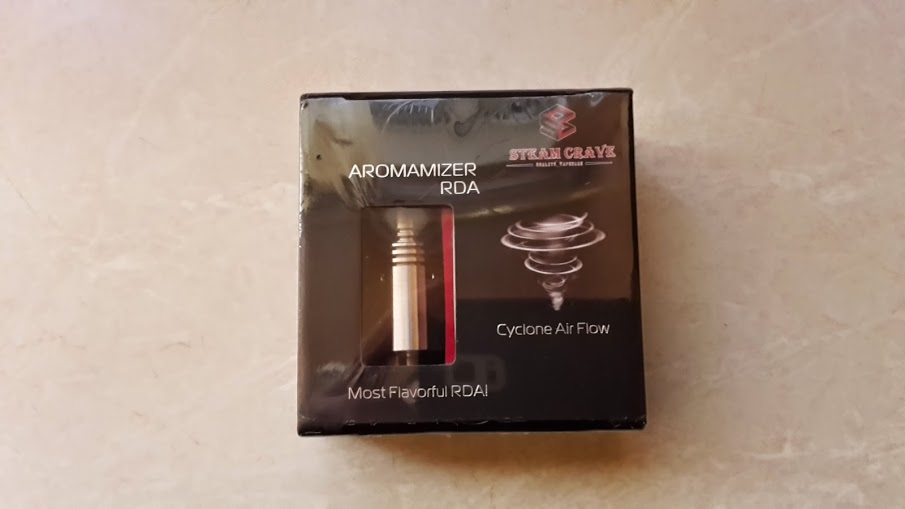 STEAM CRAVE
AROMAMIZER
RDA
Cyclone Air Flow
Most Flavorful RDA!